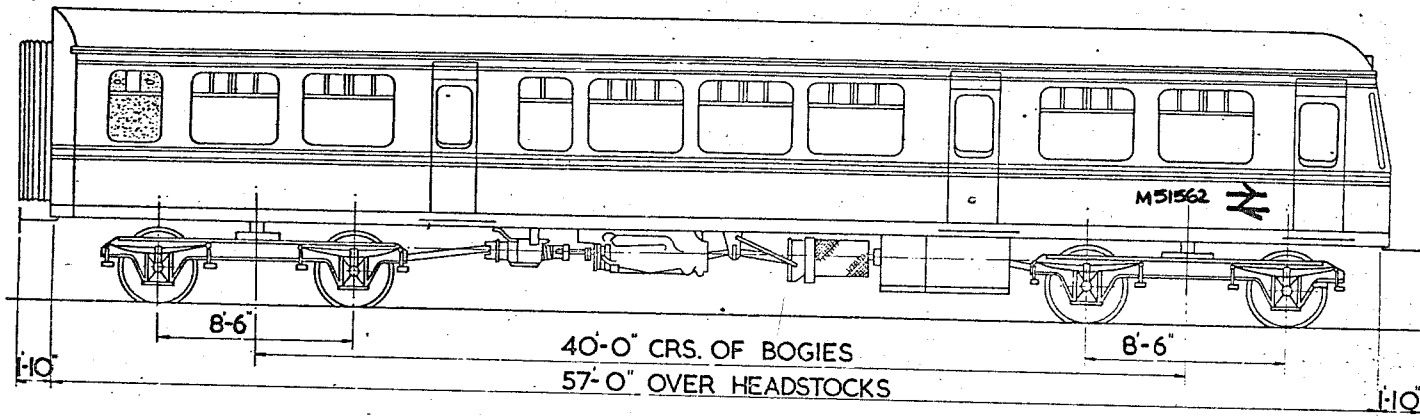 M51562
8'-6"
40'-0" CRS. OF BOGIES
8'-6"
1'-10"
57'-0" OVER HEADSTOCKS
1'-10"